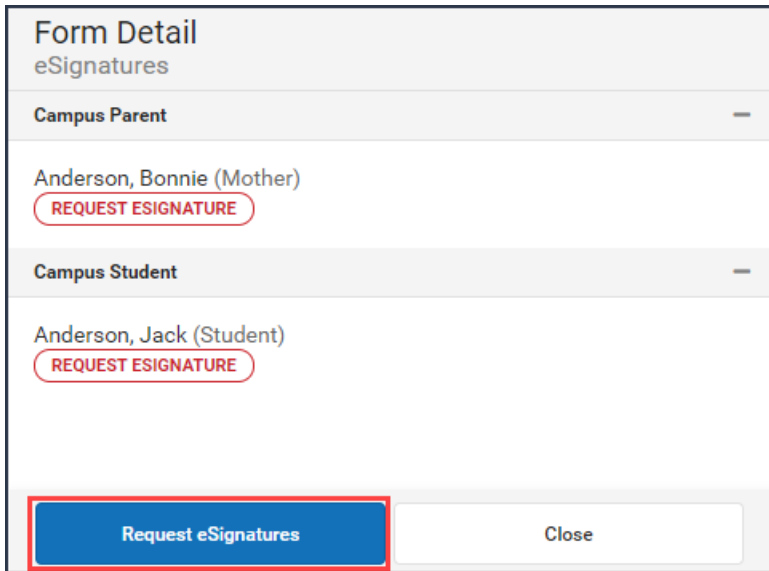 Form Detail
eSignatures
Campus Parent
Anderson, Bonnie (Mother)
REQUEST ESIGNATURE
Campus Student
Anderson, Jack (Student)
REQUEST ESIGNATURE
Request eSignatures
Close